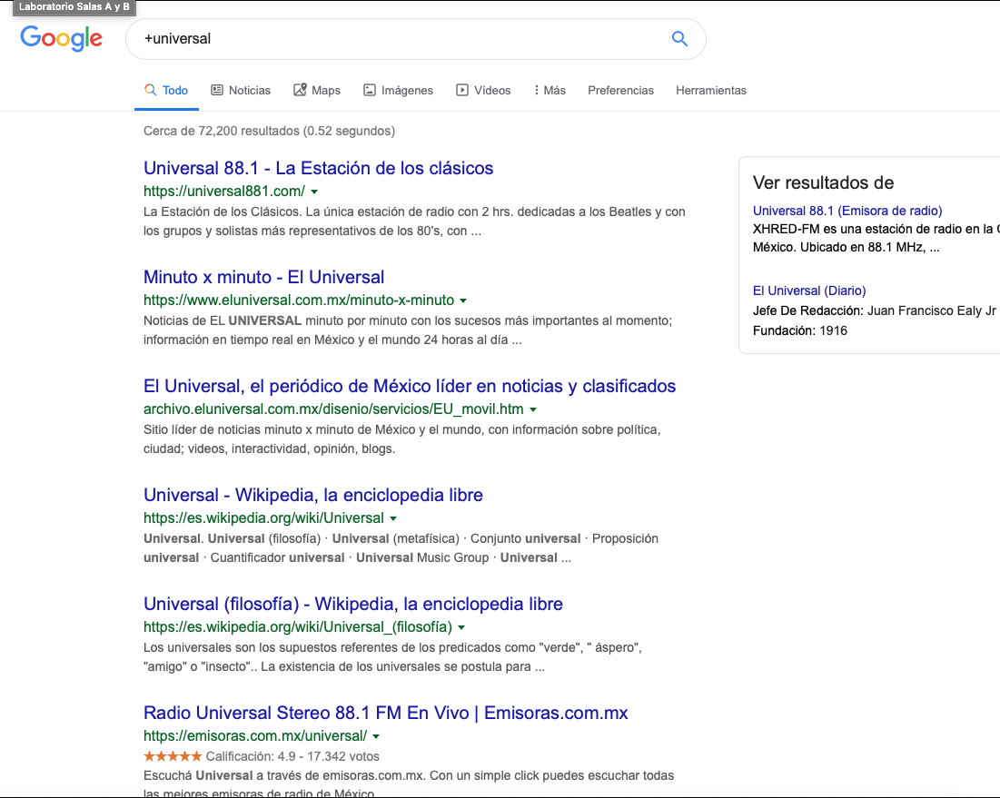 Laboratorio Salas A y B
Google
+universal
Todo Noticias Maps Imágenes Vídeos Más Preferencias Herramientas
Cerca de 72,200 resultados (0.52 segundos)
Universal 88.1 - La Estación de los clásicos
https://universal881.com/
La Estación de los Clásicos. La única estación de radio con 2 hrs. dedicadas a los Beatles y con
los grupos y solistas más representativos de los 80's, con ...
Minuto x minuto - El Universal
https://www.eluniversal.com.mx/minuto-x-minuto
Noticias de EL UNIVERSAL minuto por minuto con los sucesos más importantes al momento;
información en tiempo real en México y el mundo 24 horas al día ...
El Universal, el periódico de México líder en noticias y clasificados
archivo.eluniversal.com.mx/disenio/servicios/EU_movil.htm
Sitio líder de noticias minuto x minuto de México y el mundo, con información sobre política,
ciudad; videos, interactividad, opinión, blogs.
Universal - Wikipedia, la enciclopedia libre
https://es.wikipedia.org/wiki/Universal
Universal. Universal (filosofía) · Universal (metafísica) · Conjunto universal · Proposición
universal · Cuantificador universal · Universal Music Group · Universal ...
Universal (filosofía) - Wikipedia, la enciclopedia libre
https://es.wikipedia.org/wiki/Universal_(filosofía)
Los universales son los supuestos referentes de los predicados como "verde", " áspero",
"amigo" o "insecto".. La existencia de los universales se postula para ...
Radio Universal Stereo 88.1 FM En Vivo | Emisoras.com.mx
https://emisoras.com.mx/universal/
Calificación: 4.9 - 17.342 votos
Escuchá Universal a través de emisoras.com.mx. Con un simple click puedes escuchar todas
las mejores emisoras de radio de México
Ver resultados de
Universal 88.1 (Emisora de radio)
XHRED-FM es una estación de radio en la
México. Ubicado en 88.1 MHz, ...
El Universal (Diario)
Jefe De Redacción: Juan Francisco Ealy Jr
Fundación: 1916